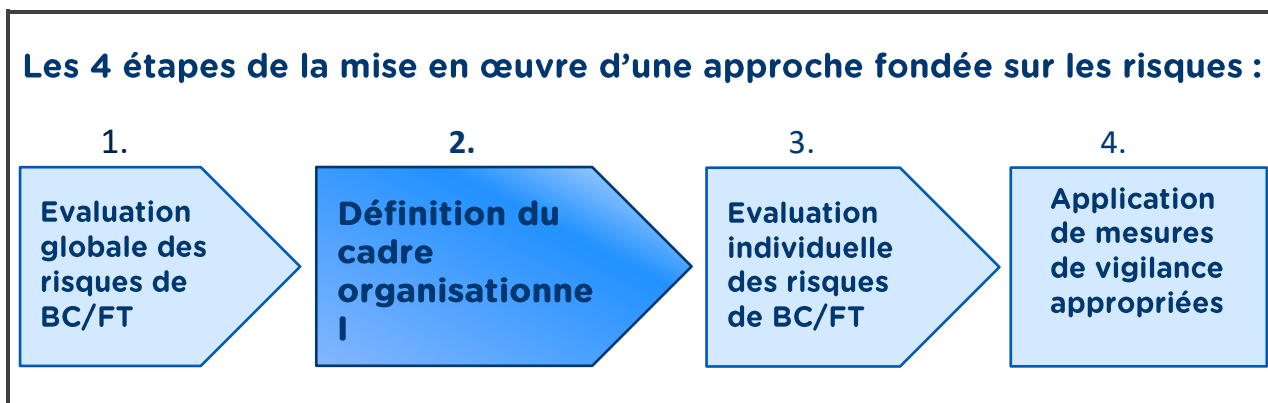 Les 4 étapes de la mise en œuvre d’une approche fondée sur les risques :
1.
Evaluation
globale des
risques de
BC/FT
2.
Définition du
cadre
organisationne
l
3.
Evaluation
individuelle
des risques
de BC/FT
4.
Application
de mesures
de vigilance
appropriées